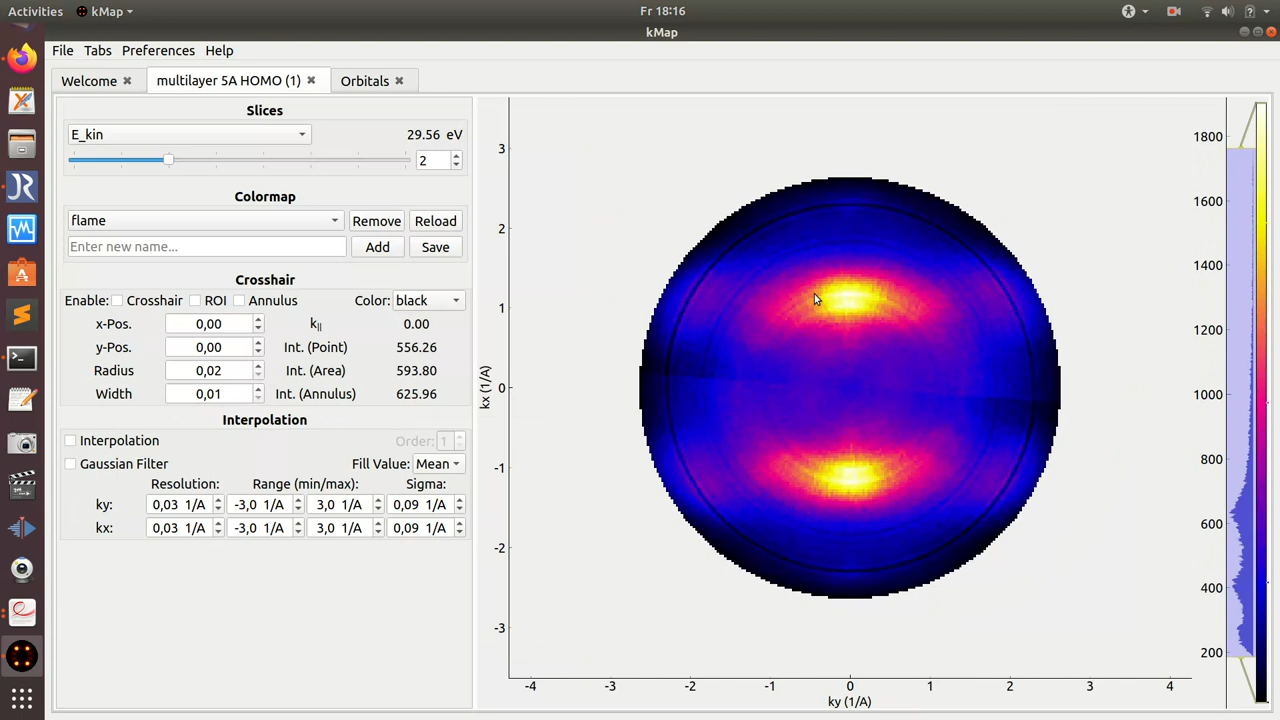 Activities kMap Fr 18:16
kMap
File Tabs Preferences Help
Welcome multilayer 5A HOMO (1) Orbitals
Slices
E_kin 29.56 eV
2
Colormap
flame Remove Reload
Enter new name... Add Save
Crosshair
Enable: Crosshair ROI Annulus Color: black
x-Pos. 0,00 k|| 0.00
y-Pos. 0,00 Int. (Point) 556.26
Radius 0,02 Int. (Area) 593.80
Width 0,01 Int. (Annulus) 625.96
Interpolation
Interpolation Order: 1
Gaussian Filter Fill Value: Mean
Resolution: Range (min/max): Sigma:
ky: 0,03 1/A -3,0 1/A 3,0 1/A 0,09 1/A
kx: 0,03 1/A -3,0 1/A 3,0 1/A 0,09 1/A
kx (1/A)
3
2
1
0
-1
-2
-3
-4 -3 -2 -1 0 1 2 3 4
ky (1/A)
1800
1600
1400
1200
1000
800
600
400
200